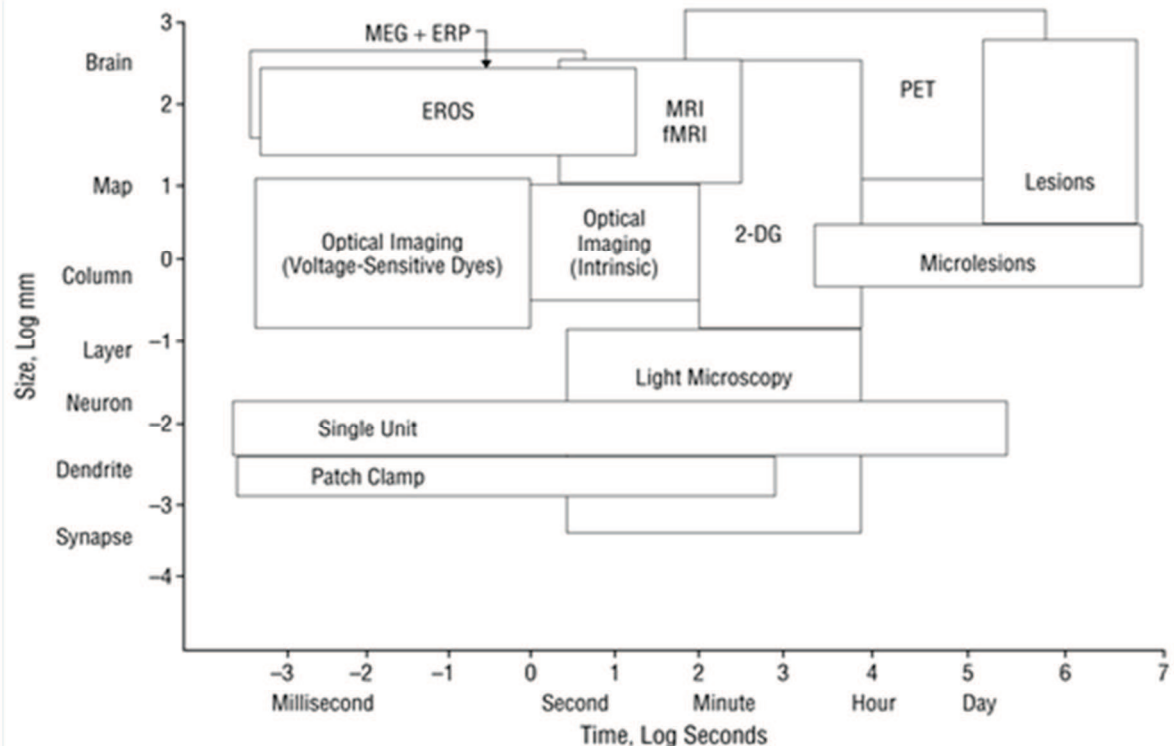 3
MEG + ERP
Brain
PET
2
EROS
MRI
fMRI
Map
1
Lesions
Optical Imaging
(Voltage-Sensitive Dyes)
Optical
Imaging
(Intrinsic)
2-DG
0
Microlesions
Column
Size, Log mm
–1
Layer
Light Microscopy
Neuron
–2
Single Unit
Dendrite
Patch Clamp
–3
Synapse
–4
–3 –2 –1 0 1 2 3 4 5 6 7
Millisecond Second Minute Hour Day
Time, Log Seconds